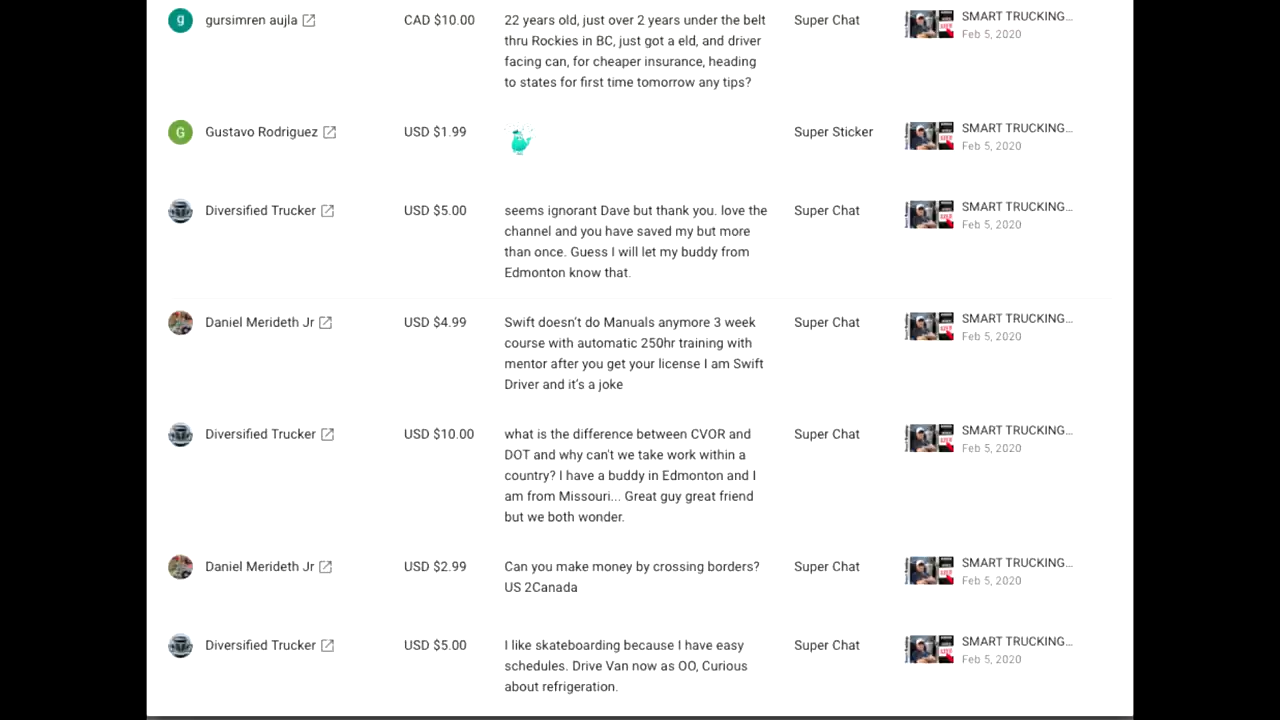 g gursimren aujla CAD $10.00 22 years old, just over 2 years under the belt Super Chat SMART TRUCKING...
thru Rockies in BC, just got a eld, and driver Feb 5, 2020
facing can, for cheaper insurance, heading
to states for first time tomorrow any tips?
G Gustavo Rodriguez USD $1.99 Super Sticker SMART TRUCKING...
Feb 5, 2020
Diversified Trucker USD $5.00 seems ignorant Dave but thank you. love the Super Chat SMART TRUCKING...
channel and you have saved my but more Feb 5, 2020
than once. Guess I will let my buddy from
Edmonton know that.
Daniel Merideth Jr USD $4.99 Swift doesn't do Manuals anymore 3 week Super Chat SMART TRUCKING...
course with automatic 250hr training with Feb 5, 2020
mentor after you get your license I am Swift
Driver and it's a joke
Diversified Trucker USD $10.00 what is the difference between CVOR and Super Chat SMART TRUCKING...
DOT and why can't we take work within a Feb 5, 2020
country? I have a buddy in Edmonton and I
am from Missouri... Great guy great friend
but we both wonder.
Daniel Merideth Jr USD $2.99 Can you make money by crossing borders? Super Chat SMART TRUCKING...
US 2Canada Feb 5, 2020
Diversified Trucker USD $5.00 I like skateboarding because I have easy Super Chat SMART TRUCKING...
schedules. Drive Van now as OO, Curious Feb 5, 2020
about refrigeration.